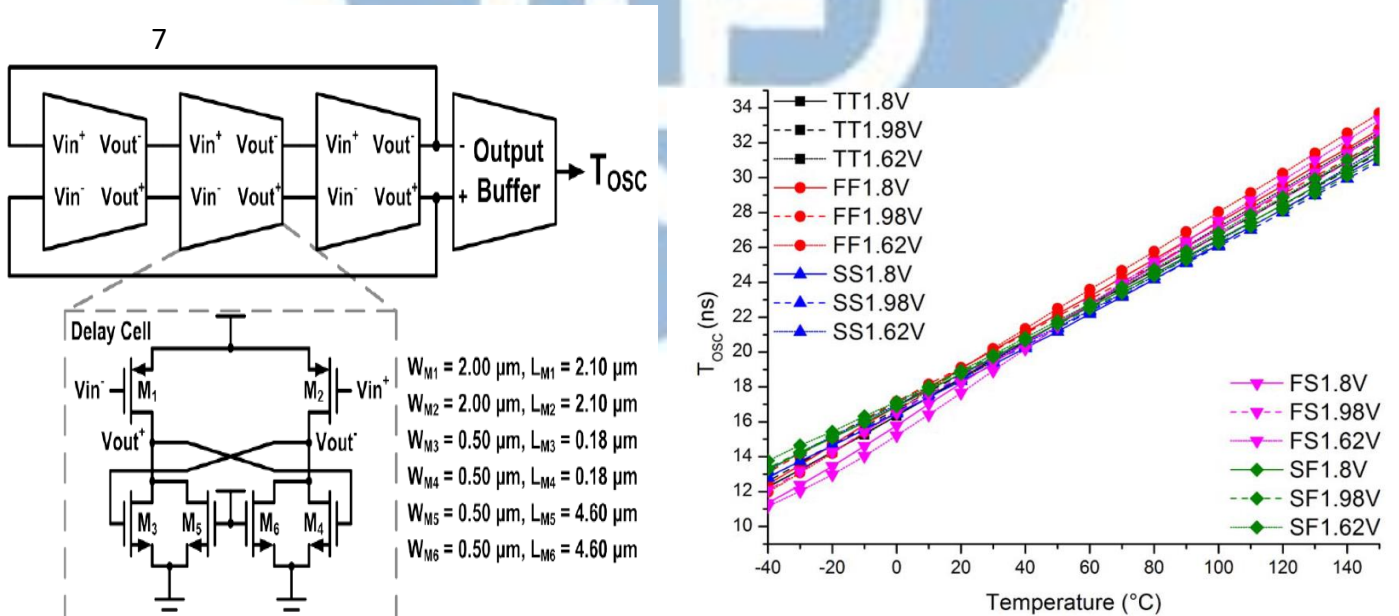 7
Vin+ Vout- Vin+ Vout- Vin+ Vout- -
Output Buffer
TOSC
Vin- Vout+ Vin- Vout+ Vin- Vout+ +
Delay Cell
Vin- M1 M2 Vin+
Vout+ Vout-
M3 M5 M6 M4
WM1 = 2.00 µm, LM1 = 2.10 µm
WM2 = 2.00 µm, LM2 = 2.10 µm
WM3 = 0.50 µm, LM3 = 0.18 µm
WM4 = 0.50 µm, LM4 = 0.18 µm
WM5 = 0.50 µm, LM5 = 4.60 µm
WM6 = 0.50 µm, LM6 = 4.60 µm
TOSC (ns)
34
32
30
28
26
24
22
20
18
16
14
12
10
TT1.8V
TT1.98V
TT1.62V
FF1.8V
FF1.98V
FF1.62V
SS1.8V
SS1.98V
SS1.62V
FS1.8V
FS1.98V
FS1.62V
SF1.8V
SF1.98V
SF1.62V
-40 -20 0 20 40 60 80 100 120 140
Temperature (°C)